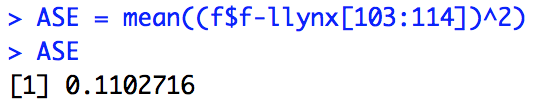 > ASE = mean((f$f-llynx[103:114])^2)
> ASE
[1] 0.1102716